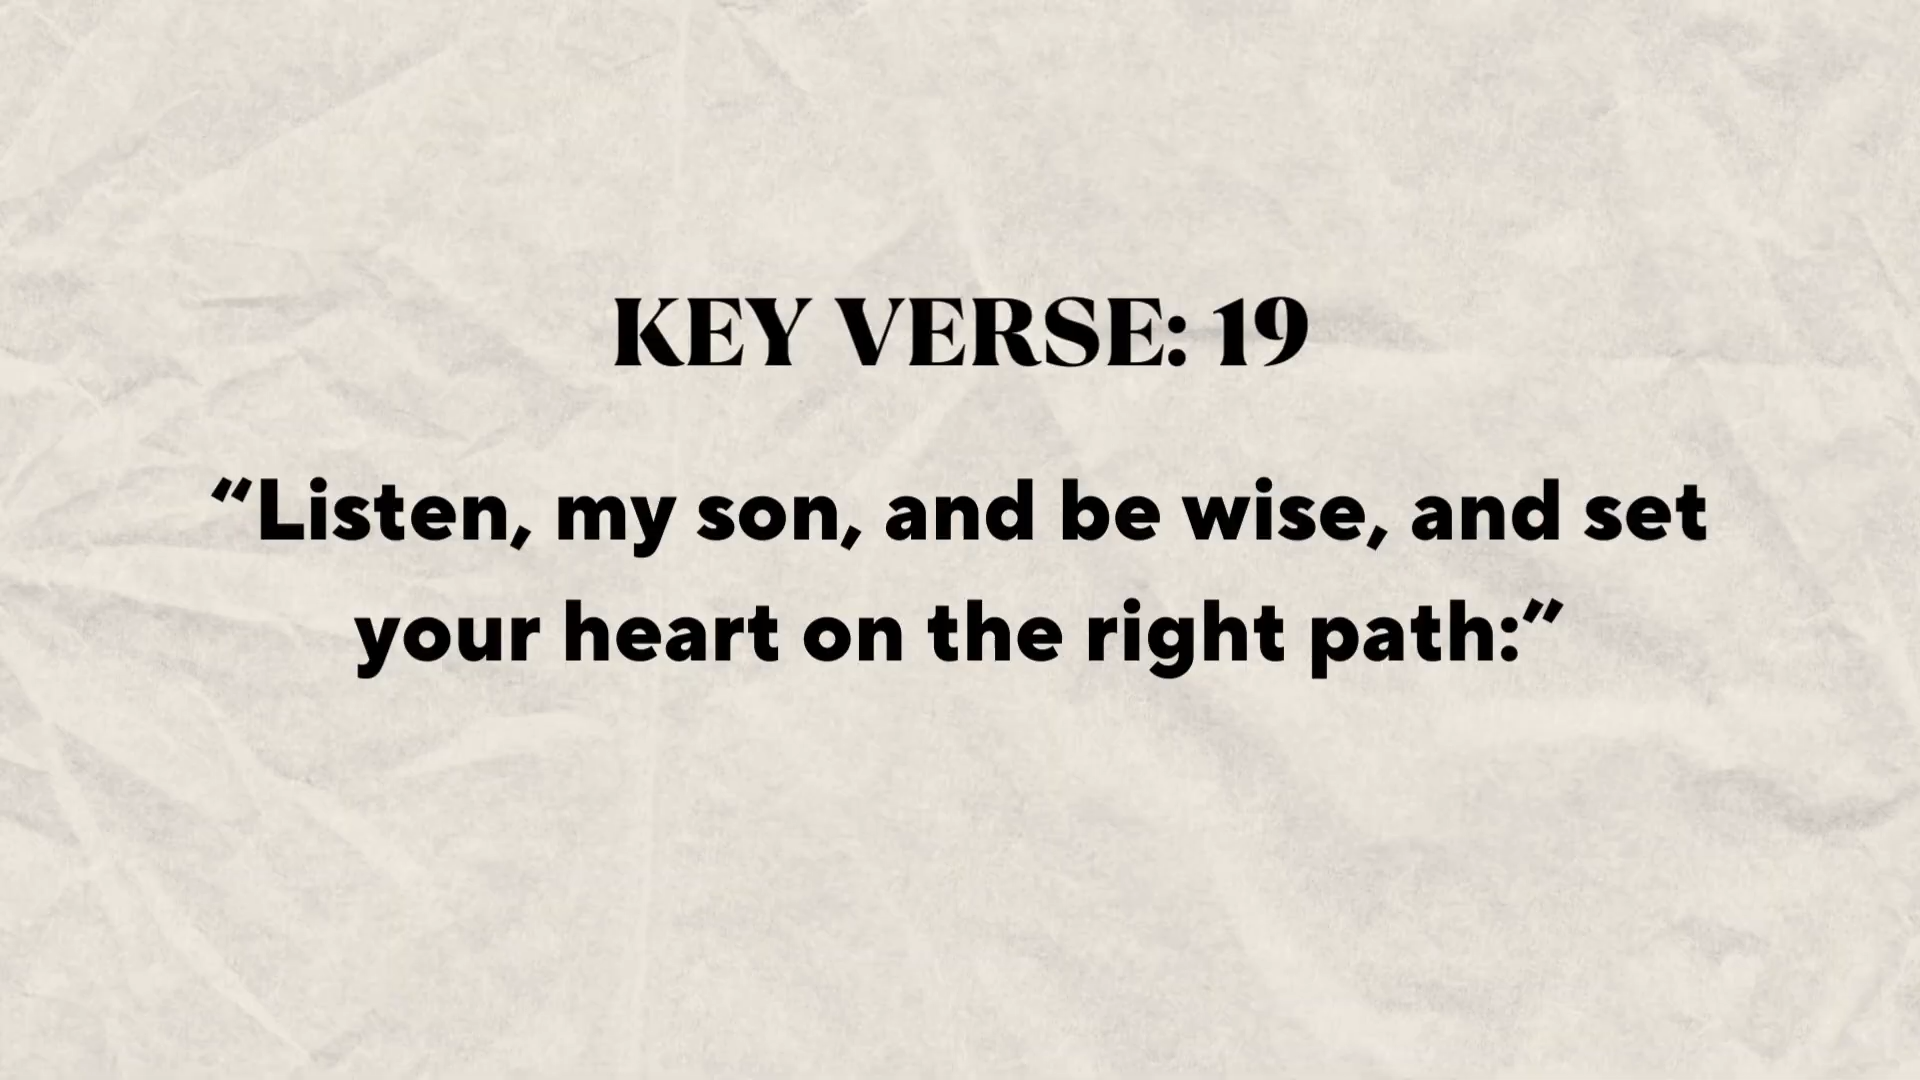 KEY VERSE: 19
“Listen, my son, and be wise, and set
your heart on the right path:”